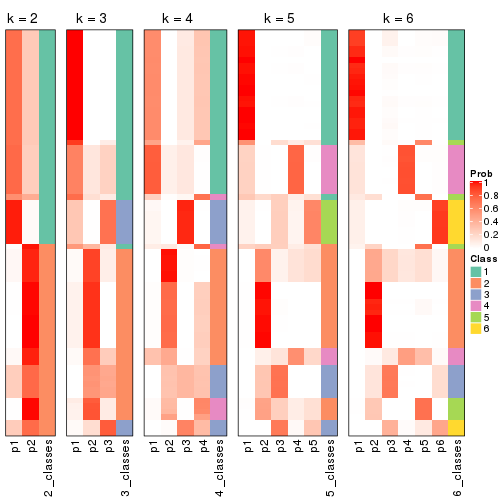 k = 2
k = 3
k = 4
k = 5
k = 6
p1
p2
2_classes
p1
p2
p3
3_classes
p1
p2
p3
p4
4_classes
p1
p2
p3
p4
p5
5_classes
p1
p2
p3
p4
p5
p6
6_classes
Prob
1
0.8
0.6
0.4
0.2
0
Class
1
2
3
4
5
6